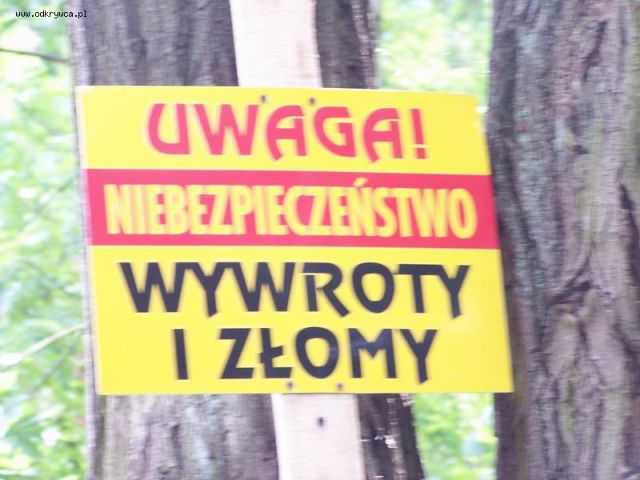 www.odkrywca.pl
UWAGA!
NIEBEZPIECZEŃSTWO
WYWROTY
I ZŁOMY